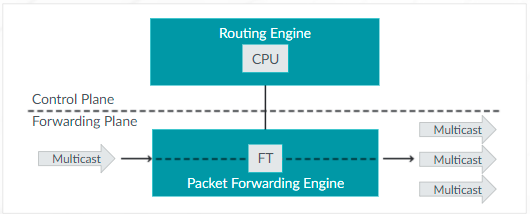 Routing Engine
CPU
Control Plane
Forwarding Plane
Multicast
FT
Packet Forwarding Engine
Multicast
Multicast
Multicast